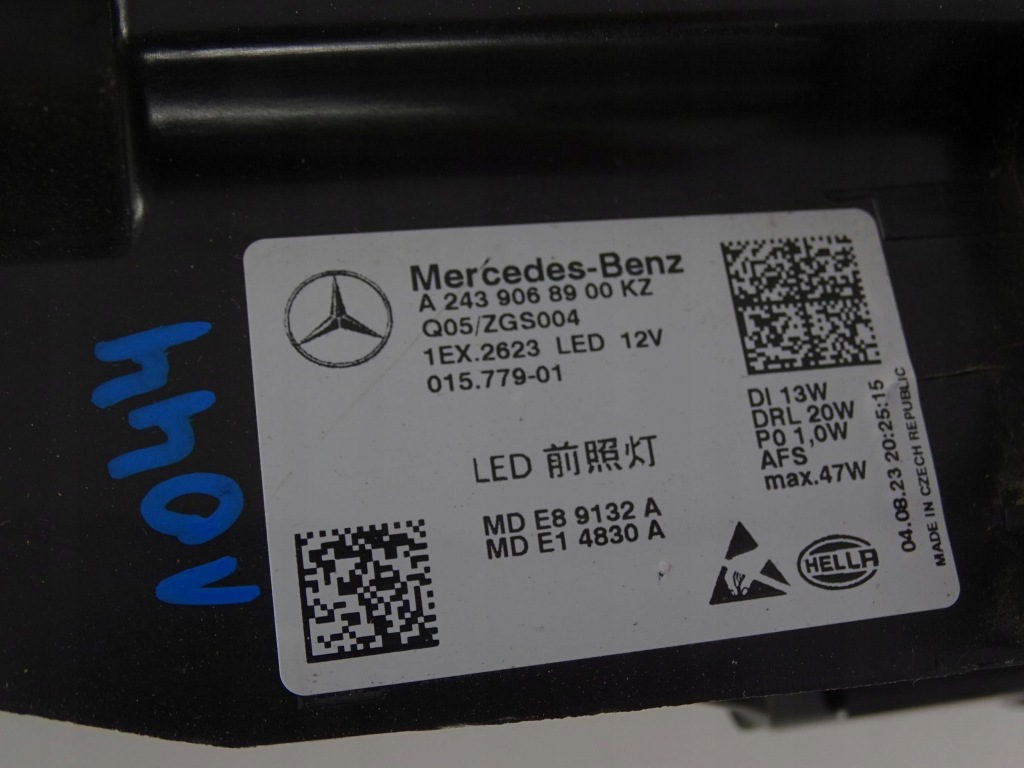 Mercedes-Benz
A 243 906 89 00 KZ
Q05/ZGS004
1EX.2623 LED 12V
015.779-01
DI 13W
DRL 20W
P0 1,0W
AFS
max.47W
LED 前照灯
MD E8 9132 A
MD E1 4830 A
HELLA
04.08.23 20:25:15
MADE IN CZECH REPUBLIC